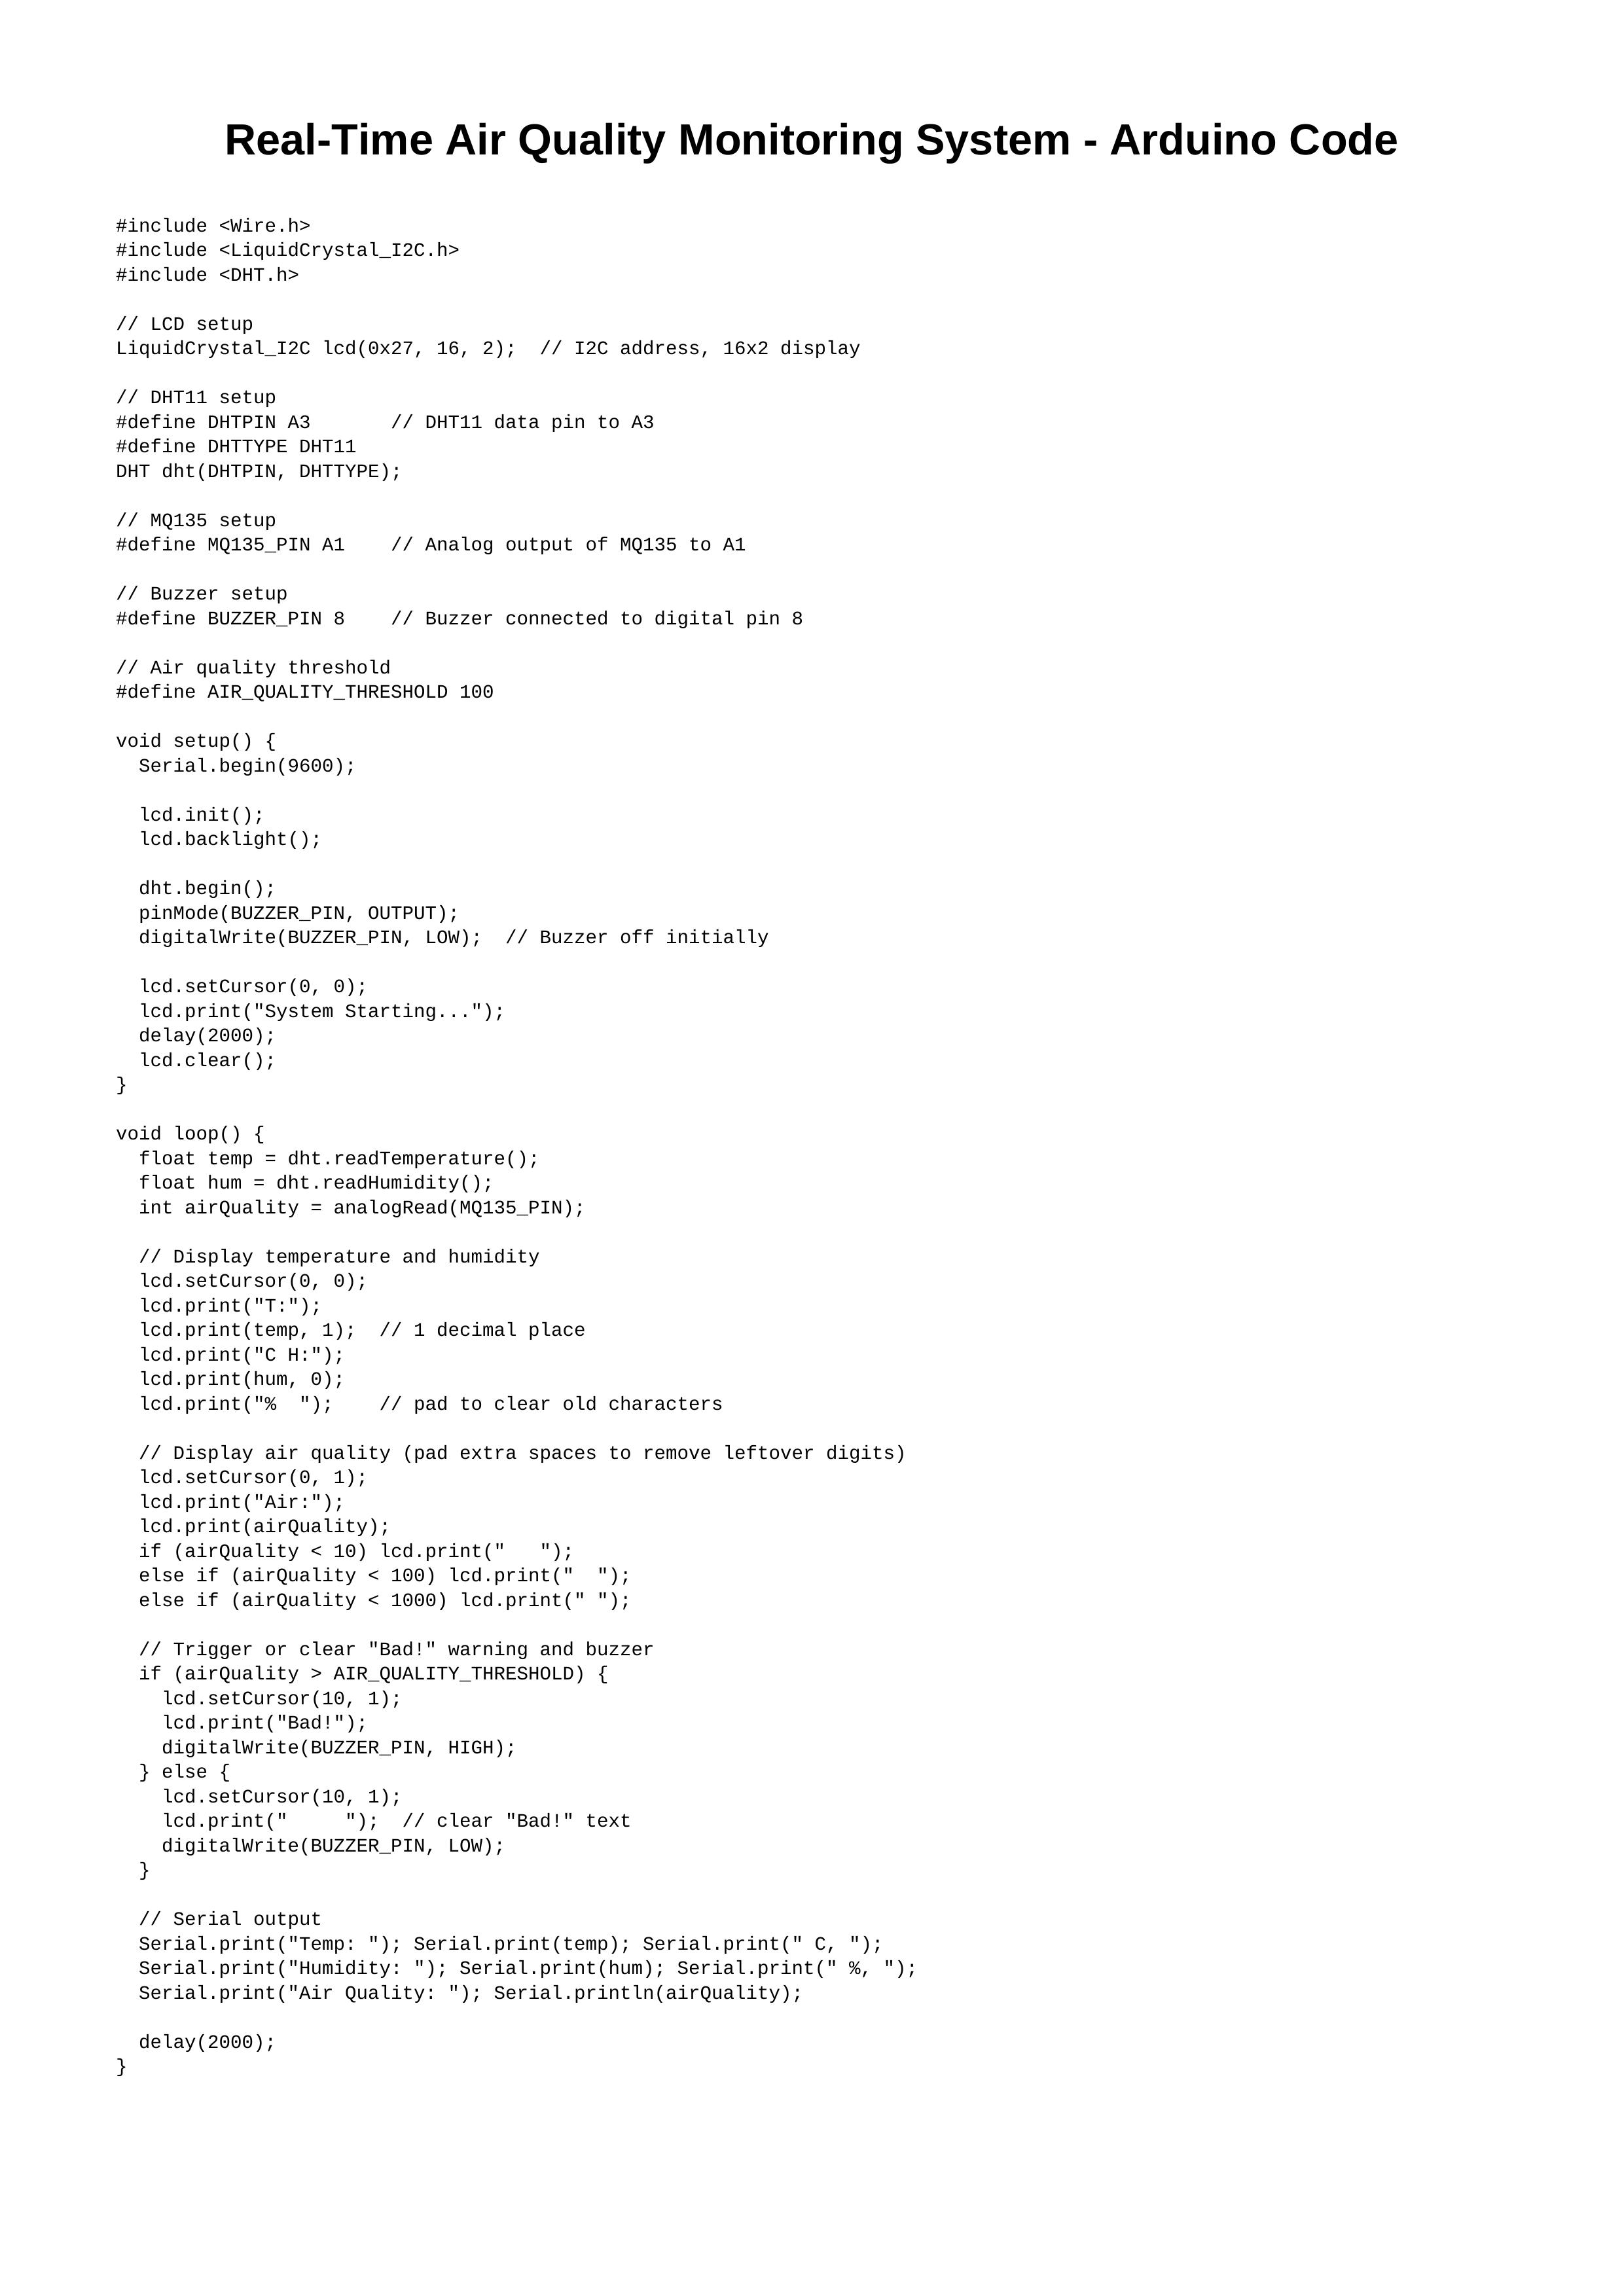 Real-Time Air Quality Monitoring System - Arduino Code
#include <Wire.h>
#include <LiquidCrystal_I2C.h>
#include <DHT.h>

// LCD setup
LiquidCrystal_I2C lcd(0x27, 16, 2);  // I2C address, 16x2 display

// DHT11 setup
#define DHTPIN A3       // DHT11 data pin to A3
#define DHTTYPE DHT11
DHT dht(DHTPIN, DHTTYPE);

// MQ135 setup
#define MQ135_PIN A1    // Analog output of MQ135 to A1

// Buzzer setup
#define BUZZER_PIN 8    // Buzzer connected to digital pin 8

// Air quality threshold
#define AIR_QUALITY_THRESHOLD 100

void setup() {
  Serial.begin(9600);

  lcd.init();
  lcd.backlight();

  dht.begin();
  pinMode(BUZZER_PIN, OUTPUT);
  digitalWrite(BUZZER_PIN, LOW);  // Buzzer off initially

  lcd.setCursor(0, 0);
  lcd.print("System Starting...");
  delay(2000);
  lcd.clear();
}

void loop() {
  float temp = dht.readTemperature();
  float hum = dht.readHumidity();
  int airQuality = analogRead(MQ135_PIN);

  // Display temperature and humidity
  lcd.setCursor(0, 0);
  lcd.print("T:");
  lcd.print(temp, 1);  // 1 decimal place
  lcd.print("C H:");
  lcd.print(hum, 0);
  lcd.print("%  ");    // pad to clear old characters

  // Display air quality (pad extra spaces to remove leftover digits)
  lcd.setCursor(0, 1);
  lcd.print("Air:");
  lcd.print(airQuality);
  if (airQuality < 10) lcd.print("   ");
  else if (airQuality < 100) lcd.print("  ");
  else if (airQuality < 1000) lcd.print(" ");

  // Trigger or clear "Bad!" warning and buzzer
  if (airQuality > AIR_QUALITY_THRESHOLD) {
    lcd.setCursor(10, 1);
    lcd.print("Bad!");
    digitalWrite(BUZZER_PIN, HIGH);
  } else {
    lcd.setCursor(10, 1);
    lcd.print("     ");  // clear "Bad!" text
    digitalWrite(BUZZER_PIN, LOW);
  }

  // Serial output
  Serial.print("Temp: "); Serial.print(temp); Serial.print(" C, ");
  Serial.print("Humidity: "); Serial.print(hum); Serial.print(" %, ");
  Serial.print("Air Quality: "); Serial.println(airQuality);

  delay(2000);
}